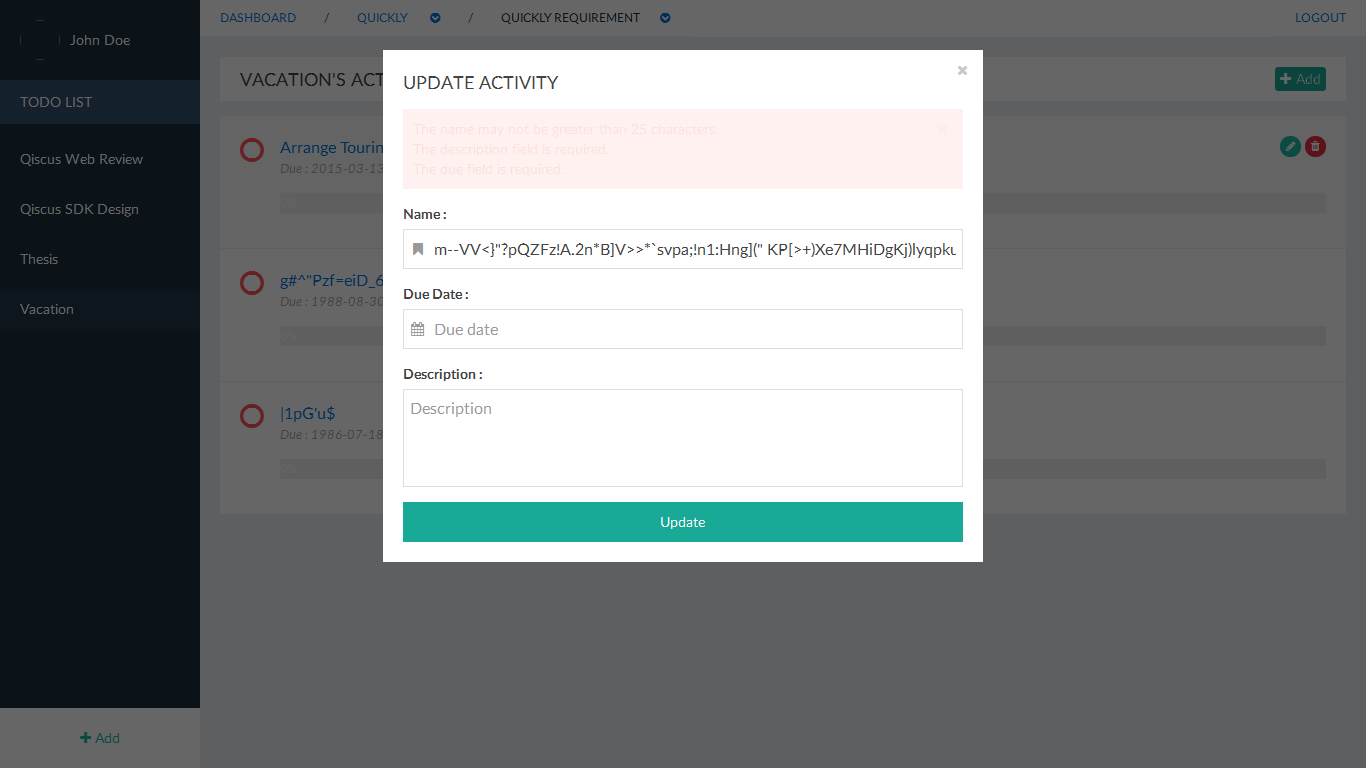 DASHBOARD / QUICKLY / QUICKLY REQUIREMENT LOGOUT
John Doe
TODO LIST
Qiscus Web Review
Qiscus SDK Design
Thesis
Vacation
+ Add
VACATION'S ACT
+ Add
Arrange Tourin
Due : 2015-03-13
0%
g#^"Pzf=eiD_6
Due : 1988-08-30
0%
|1pG'u$
Due : 1986-07-18
0%
UPDATE ACTIVITY
The name may not be greater than 25 characters.
The description field is required.
The due field is required.
Name :
m--VV<}"?pQZFz!A.2n*B]V>>*`svpa;!n1:Hng](" KP[>+)Xe7MHiDgKj)lyqpku
Due Date :
Due date
Description :
Description
Update